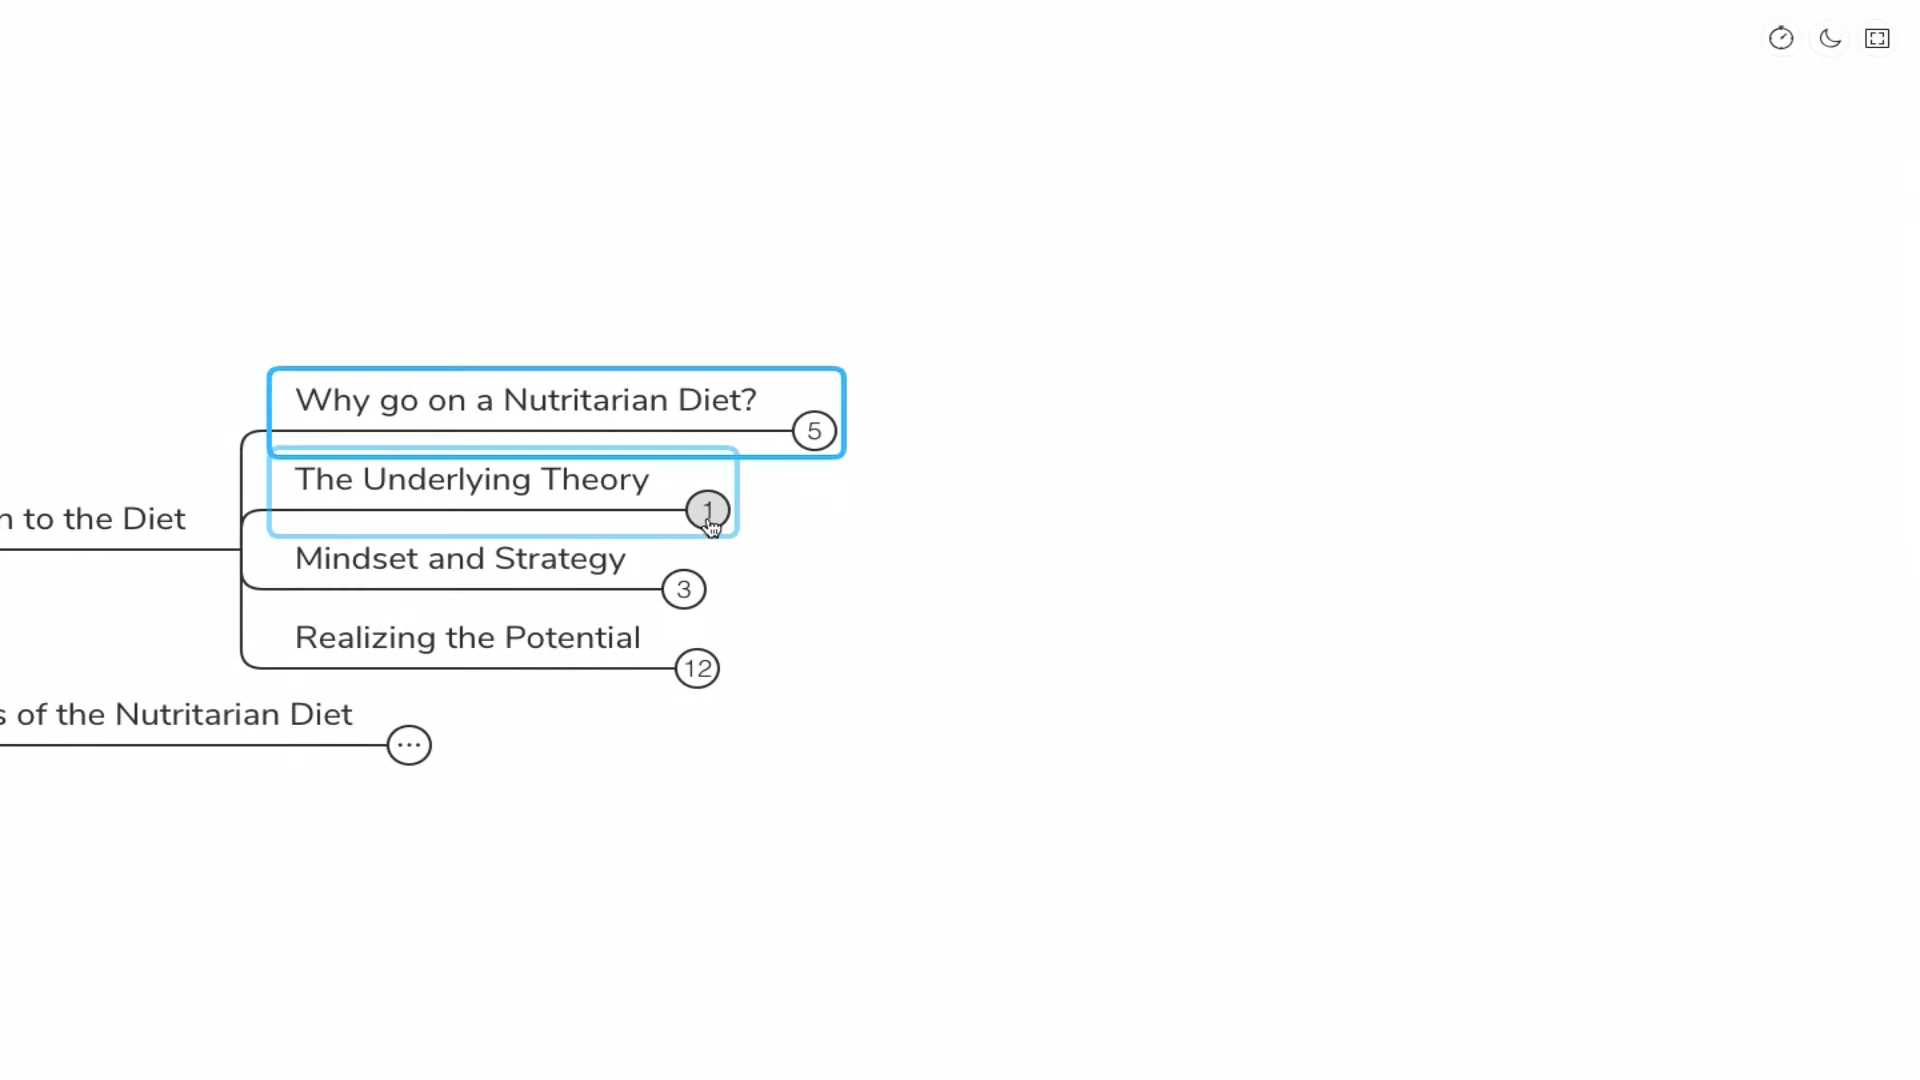 Why go on a Nutritarian Diet?
5
The Underlying Theory
1
n to the Diet
Mindset and Strategy
3
Realizing the Potential
12
s of the Nutritarian Diet
...